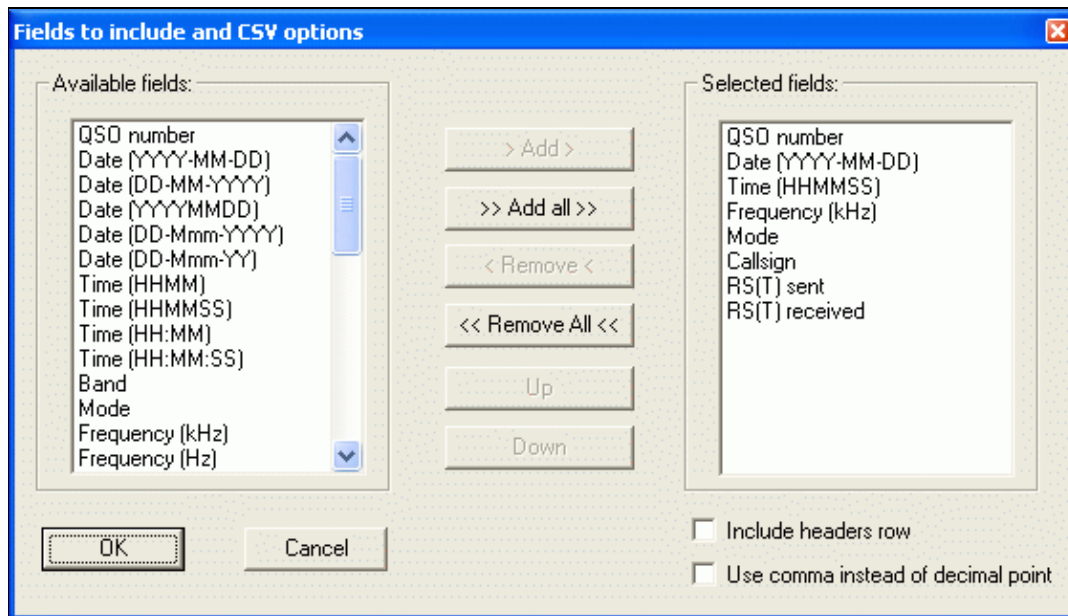 Fields to include and CSV options
Available fields:
QSO number
Date (YYYY-MM-DD)
Date (DD-MM-YYYY)
Date (YYYYMMDD)
Date (DD-Mmm-YYYY)
Date (DD-Mmm-YY)
Time (HHMM)
Time (HHMMSS)
Time (HH:MM)
Time (HH:MM:SS)
Band
Mode
Frequency (kHz)
Frequency (Hz)
> Add >
>> Add all >>
< Remove <
<< Remove All <<
Up
Down
Selected fields:
QSO number
Date (YYYY-MM-DD)
Time (HHMMSS)
Frequency (kHz)
Mode
Callsign
RS(T) sent
RS(T) received
OK
Cancel
Include headers row
Use comma instead of decimal point